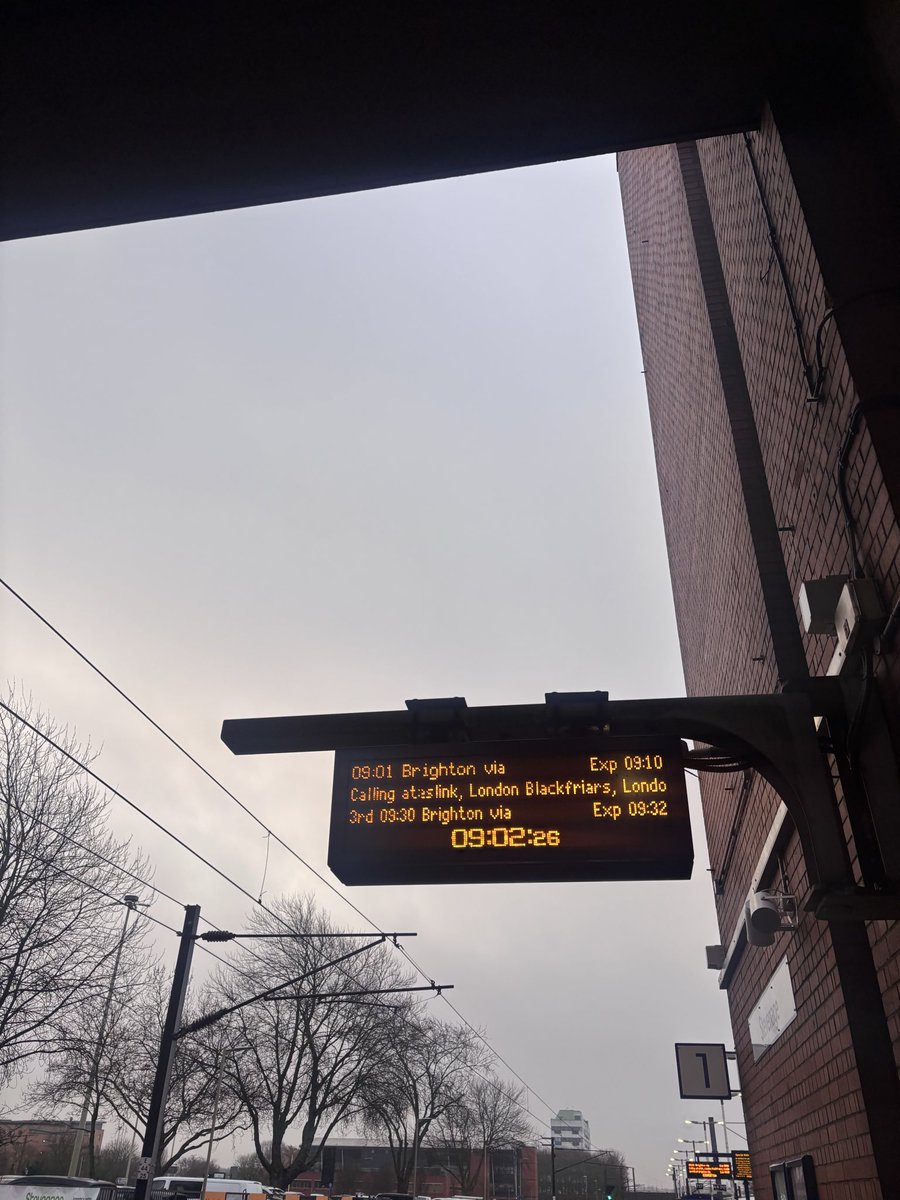 09:01 Brighton via Exp 09:10
Calling at:slink, London Blackfriars, Londo
3rd 09:30 Brighton via Exp 09:32
09:02:26
1